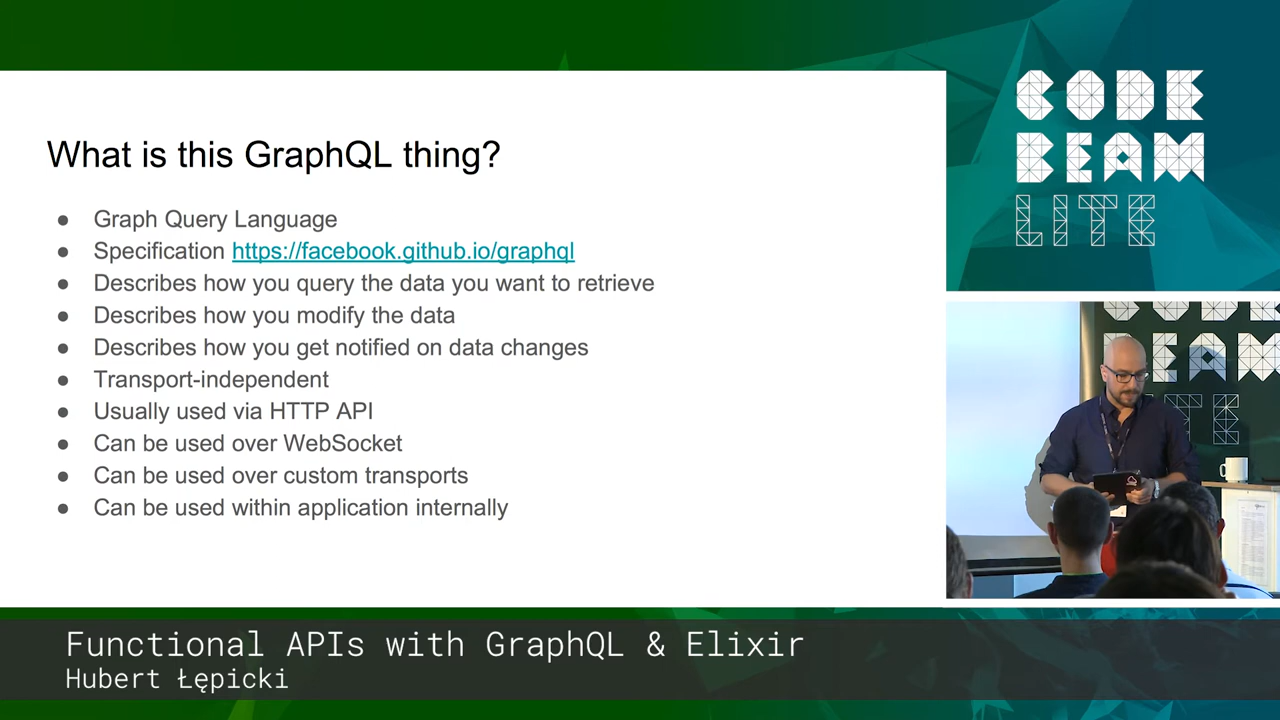 What is this GraphQL thing?
● Graph Query Language
● Specification https://facebook.github.io/graphql
● Describes how you query the data you want to retrieve
● Describes how you modify the data
● Describes how you get notified on data changes
● Transport-independent
● Usually used via HTTP API
● Can be used over WebSocket
● Can be used over custom transports
● Can be used within application internally
CODE
BEAM
LITE
BEAM
Functional APIs with GraphQL & Elixir
Hubert Łępicki